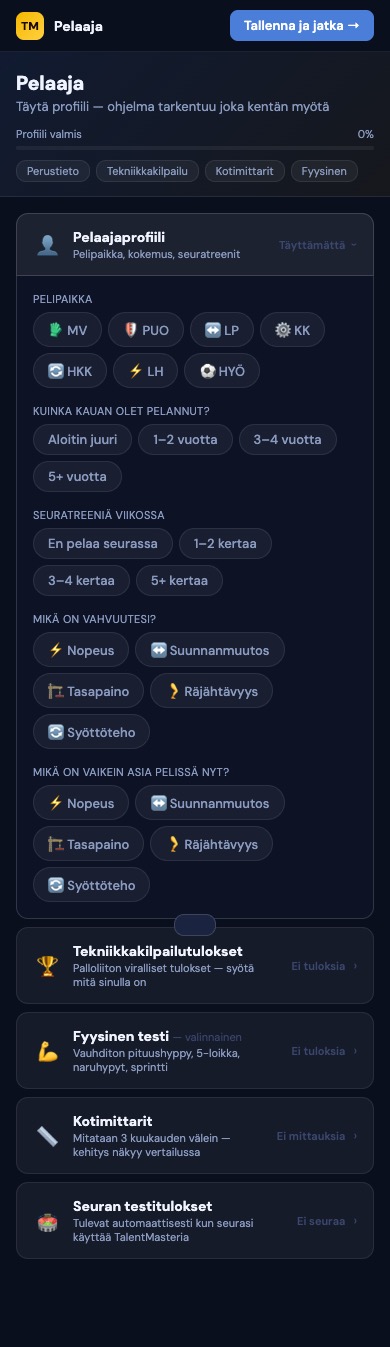 TM Pelaaja Tallenna ja jatka →
Pelaaja
Täytä profiili — ohjelma tarkentuu joka kentän myötä
Profiili valmis 0%
Perustieto Tekniikkakilpailu Kotimittarit Fyysinen
Pelaajaprofiili
Pelipaikka, kokemus, seuratreenit
Täyttämättä
PELIPAIKKA
MV PUO LP KK
HKK LH HYÖ
KUINKA KAUAN OLET PELANNUT?
Aloitin juuri 1–2 vuotta 3–4 vuotta
5+ vuotta
SEURATREENIÄ VIIKOSSA
En pelaa seurassa 1–2 kertaa
3–4 kertaa 5+ kertaa
MIKÄ ON VAHVUUTESI?
Nopeus Suunnanmuutos
Tasapaino Räjähtävyys
Syöttöteho
MIKÄ ON VAIKEIN ASIA PELISSÄ NYT?
Nopeus Suunnanmuutos
Tasapaino Räjähtävyys
Syöttöteho
Tekniikkakilpailutulokset
Palloliiton viralliset tulokset — syötä
mitä sinulla on
Ei tuloksia ›
Fyysinen testi — valinnainen
Vauhditon pituushyppy, 5-loikka,
naruhypyt, sprintti
Ei tuloksia ›
Kotimittarit
Mitataan 3 kuukauden välein —
kehitys näkyy vertailussa
Ei mittauksia ›
Seuran testitulokset
Tulevat automaattisesti kun seurasi
käyttää TalentMasteria
Ei seuraa ›